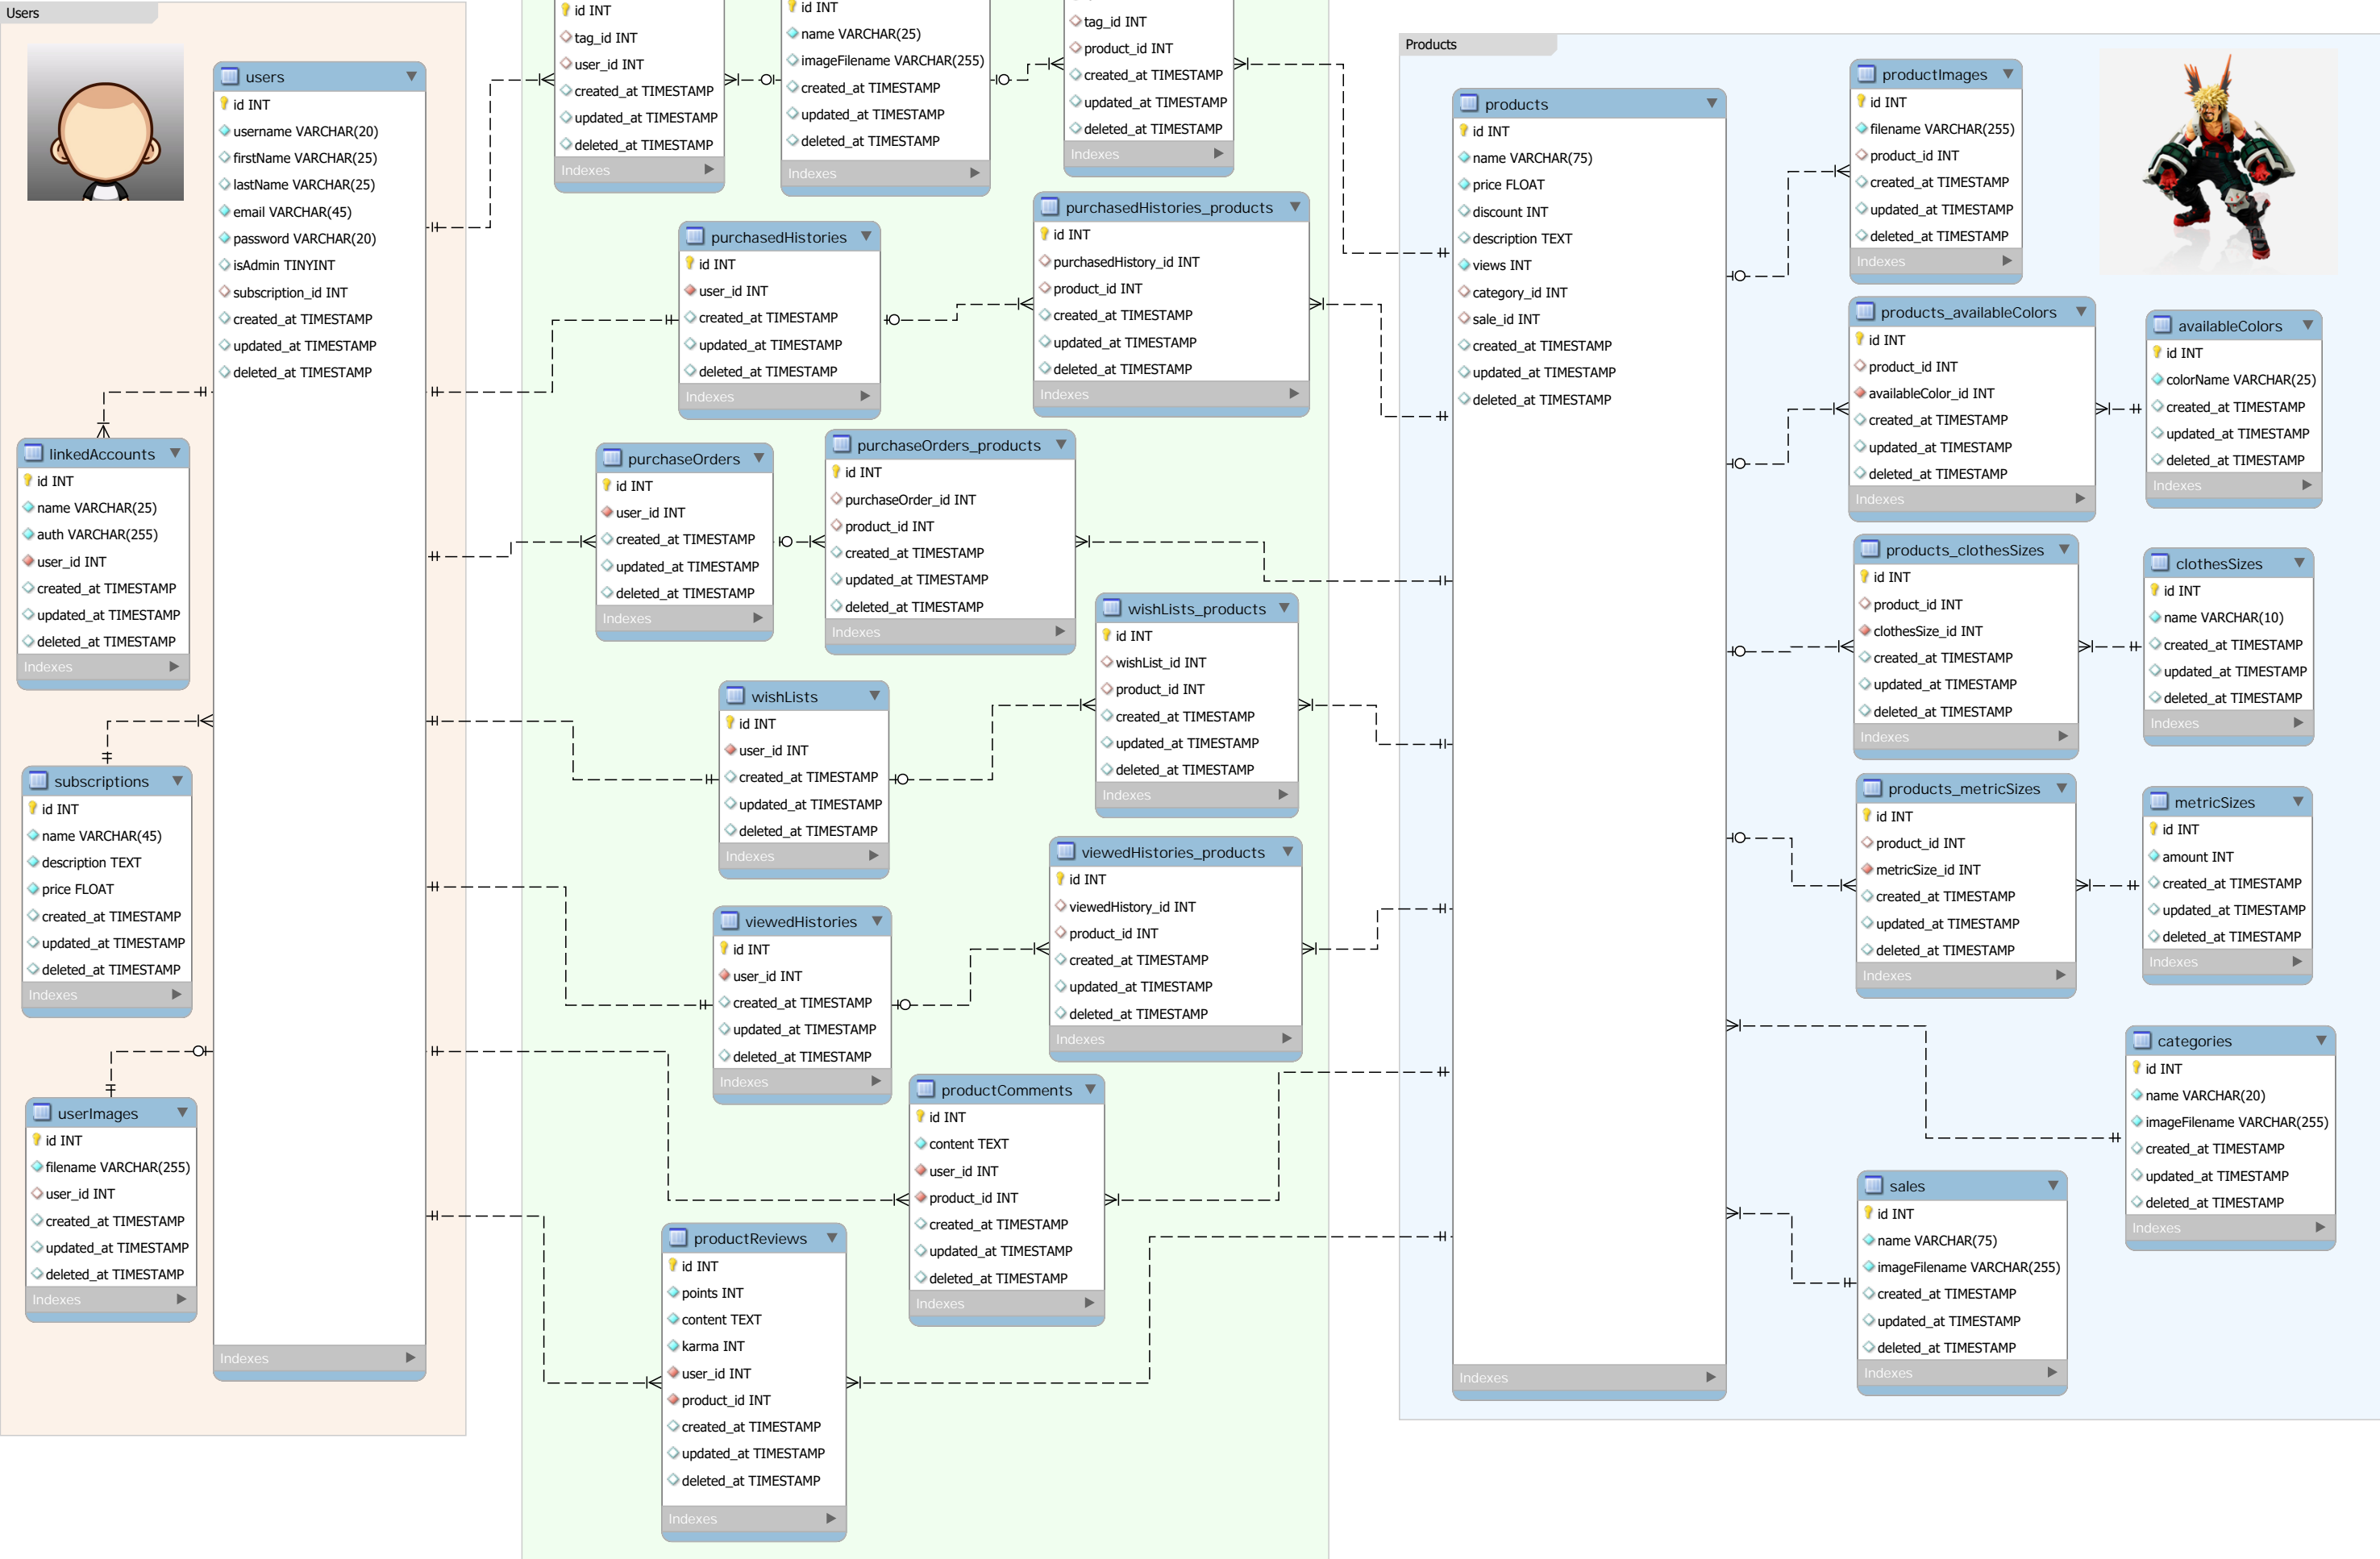 Users
users
id INT
username VARCHAR(20)
firstName VARCHAR(25)
lastName VARCHAR(25)
email VARCHAR(45)
password VARCHAR(20)
isAdmin TINYINT
subscription_id INT
created_at TIMESTAMP
updated_at TIMESTAMP
deleted_at TIMESTAMP
Indexes
linkedAccounts
id INT
name VARCHAR(25)
auth VARCHAR(255)
user_id INT
created_at TIMESTAMP
updated_at TIMESTAMP
deleted_at TIMESTAMP
Indexes
subscriptions
id INT
name VARCHAR(45)
description TEXT
price FLOAT
created_at TIMESTAMP
updated_at TIMESTAMP
deleted_at TIMESTAMP
Indexes
userImages
id INT
filename VARCHAR(255)
user_id INT
created_at TIMESTAMP
updated_at TIMESTAMP
deleted_at TIMESTAMP
Indexes
id INT
tag_id INT
user_id INT
created_at TIMESTAMP
updated_at TIMESTAMP
deleted_at TIMESTAMP
Indexes
id INT
name VARCHAR(25)
imageFilename VARCHAR(255)
created_at TIMESTAMP
updated_at TIMESTAMP
deleted_at TIMESTAMP
Indexes
tag_id INT
product_id INT
created_at TIMESTAMP
updated_at TIMESTAMP
deleted_at TIMESTAMP
Indexes
purchasedHistories
id INT
user_id INT
created_at TIMESTAMP
updated_at TIMESTAMP
deleted_at TIMESTAMP
Indexes
purchasedHistories_products
id INT
purchasedHistory_id INT
product_id INT
created_at TIMESTAMP
updated_at TIMESTAMP
deleted_at TIMESTAMP
Indexes
purchaseOrders
id INT
user_id INT
created_at TIMESTAMP
updated_at TIMESTAMP
deleted_at TIMESTAMP
Indexes
purchaseOrders_products
id INT
purchaseOrder_id INT
product_id INT
created_at TIMESTAMP
updated_at TIMESTAMP
deleted_at TIMESTAMP
Indexes
wishLists
id INT
user_id INT
created_at TIMESTAMP
updated_at TIMESTAMP
deleted_at TIMESTAMP
Indexes
wishLists_products
id INT
wishList_id INT
product_id INT
created_at TIMESTAMP
updated_at TIMESTAMP
deleted_at TIMESTAMP
Indexes
viewedHistories
id INT
user_id INT
created_at TIMESTAMP
updated_at TIMESTAMP
deleted_at TIMESTAMP
Indexes
viewedHistories_products
id INT
viewedHistory_id INT
product_id INT
created_at TIMESTAMP
updated_at TIMESTAMP
deleted_at TIMESTAMP
Indexes
productComments
id INT
content TEXT
user_id INT
product_id INT
created_at TIMESTAMP
updated_at TIMESTAMP
deleted_at TIMESTAMP
Indexes
productReviews
id INT
points INT
content TEXT
karma INT
user_id INT
product_id INT
created_at TIMESTAMP
updated_at TIMESTAMP
deleted_at TIMESTAMP
Indexes
Products
products
id INT
name VARCHAR(75)
price FLOAT
discount INT
description TEXT
views INT
category_id INT
sale_id INT
created_at TIMESTAMP
updated_at TIMESTAMP
deleted_at TIMESTAMP
Indexes
productImages
id INT
filename VARCHAR(255)
product_id INT
created_at TIMESTAMP
updated_at TIMESTAMP
deleted_at TIMESTAMP
Indexes
products_availableColors
id INT
product_id INT
availableColor_id INT
created_at TIMESTAMP
updated_at TIMESTAMP
deleted_at TIMESTAMP
Indexes
availableColors
id INT
colorName VARCHAR(25)
created_at TIMESTAMP
updated_at TIMESTAMP
deleted_at TIMESTAMP
Indexes
products_clothesSizes
id INT
product_id INT
clothesSize_id INT
created_at TIMESTAMP
updated_at TIMESTAMP
deleted_at TIMESTAMP
Indexes
clothesSizes
id INT
name VARCHAR(10)
created_at TIMESTAMP
updated_at TIMESTAMP
deleted_at TIMESTAMP
Indexes
products_metricSizes
id INT
product_id INT
metricSize_id INT
created_at TIMESTAMP
updated_at TIMESTAMP
deleted_at TIMESTAMP
Indexes
metricSizes
id INT
amount INT
created_at TIMESTAMP
updated_at TIMESTAMP
deleted_at TIMESTAMP
Indexes
categories
id INT
name VARCHAR(20)
imageFilename VARCHAR(255)
created_at TIMESTAMP
updated_at TIMESTAMP
deleted_at TIMESTAMP
Indexes
sales
id INT
name VARCHAR(75)
imageFilename VARCHAR(255)
created_at TIMESTAMP
updated_at TIMESTAMP
deleted_at TIMESTAMP
Indexes